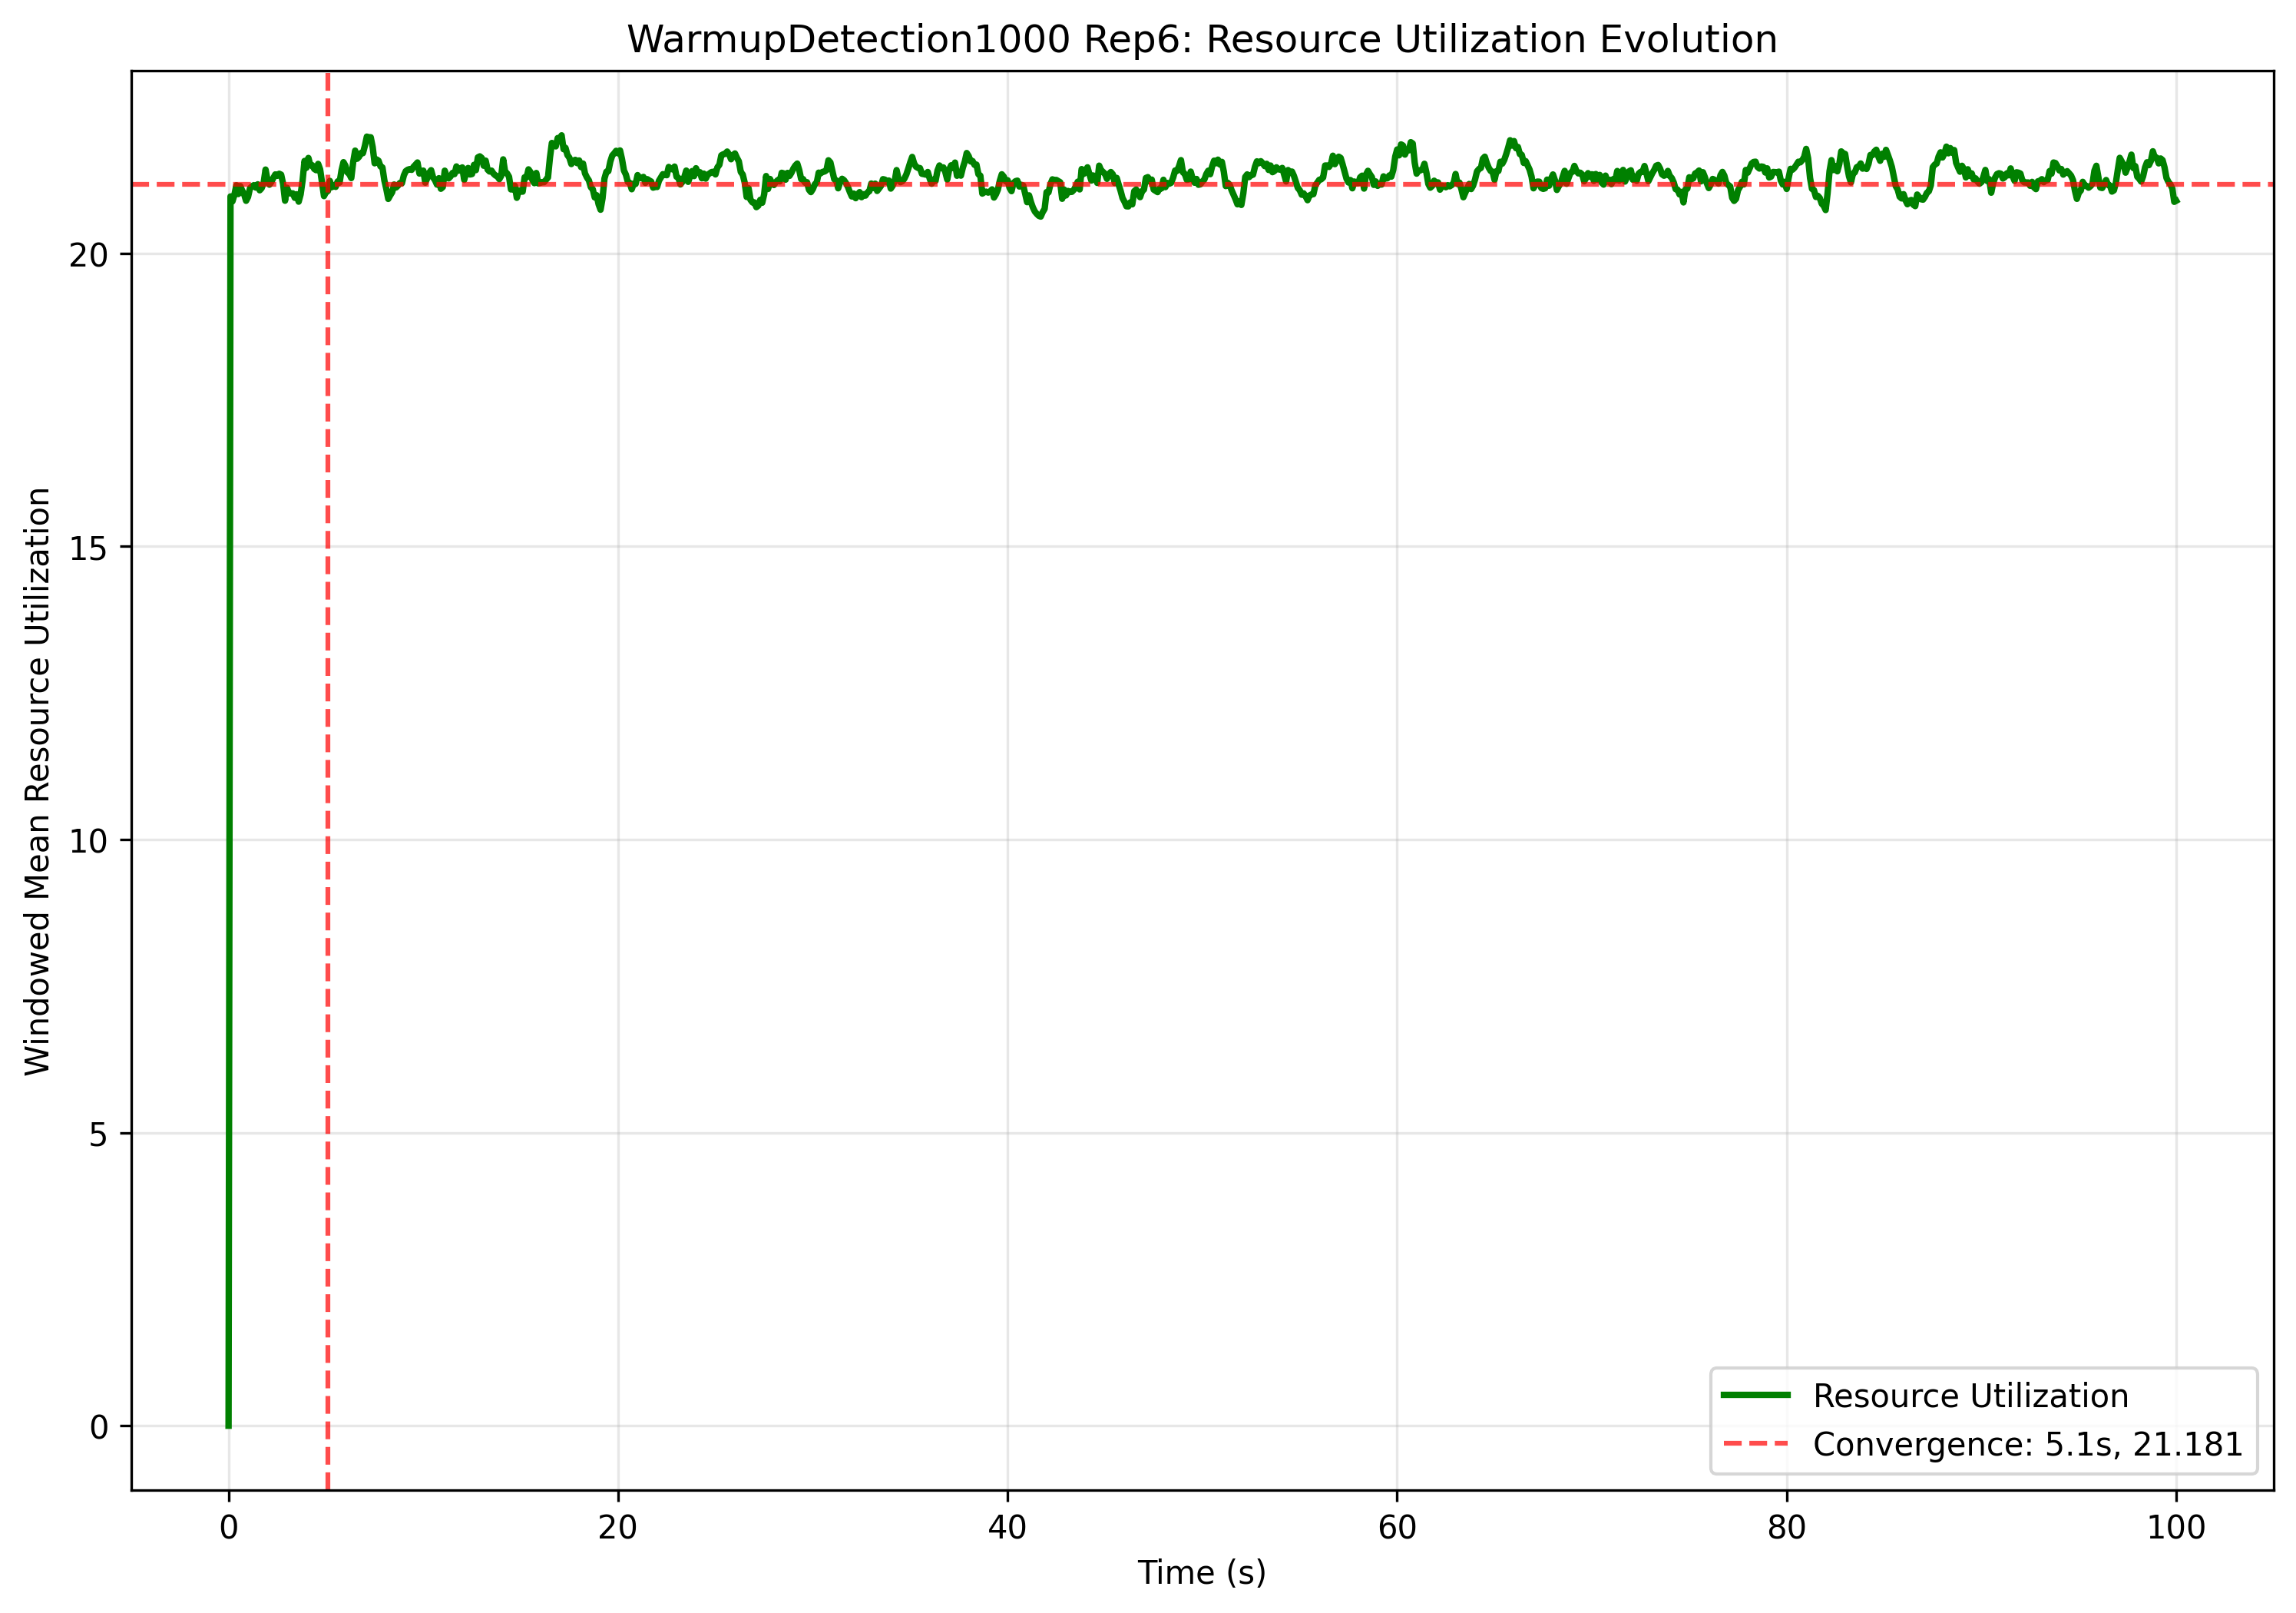 WarmupDetection1000 Rep6: Resource Utilization Evolution
Windowed Mean Resource Utilization
20
15
10
5
0
0 20 40 60 80 100
Time (s)
Resource Utilization
Convergence: 5.1s, 21.181